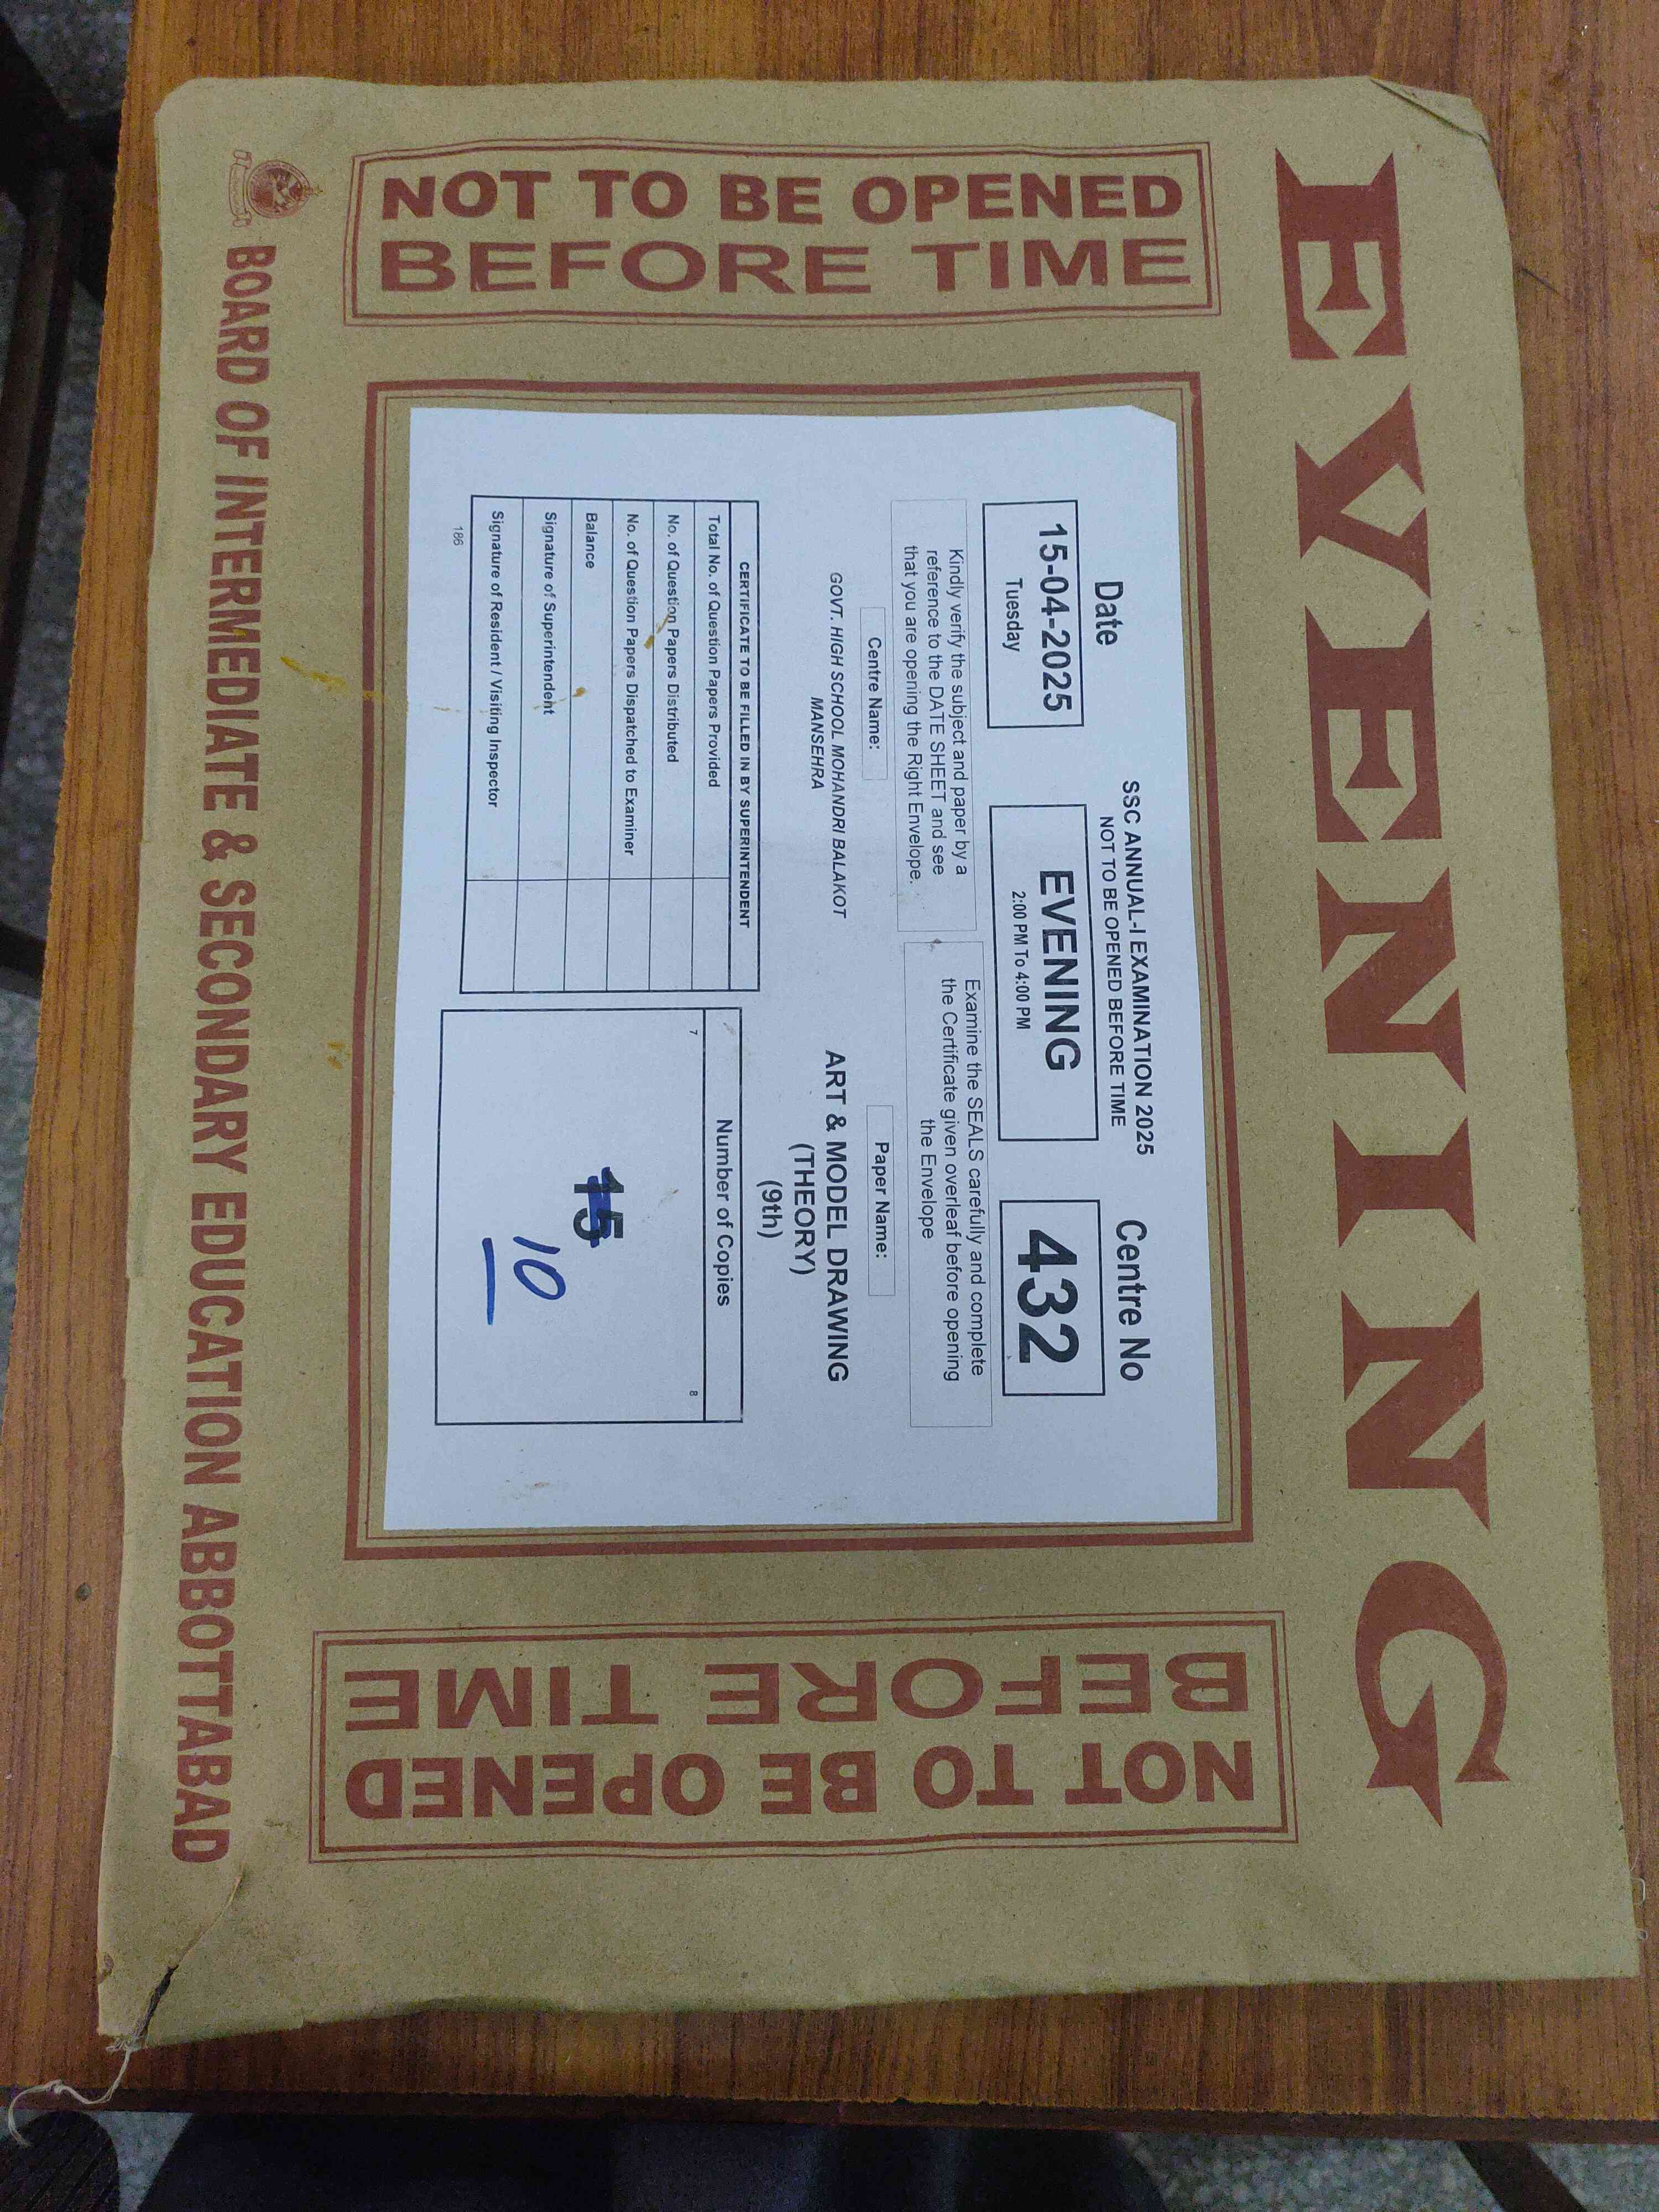 EVENING
NOT TO BE OPENED
BEFORE TIME
Date
15-04-2025
Tuesday
SSC ANNUAL-I EXAMINATION 2025
NOT TO BE OPENED BEFORE TIME
EVENING
2:00 PM To 4:00 PM
Centre No
432
Kindly verify the subject and paper by a
reference to the DATE SHEET and see
that you are opening the Right Envelope.
Examine the SEALS carefully and complete
the Certificate given overleaf before opening
the Envelope
Centre Name:
GOVT. HIGH SCHOOL MOHANDRI BALAKOT
MANSEHRA
Paper Name:
ART & MODEL DRAWING
(THEORY)
(9th)
CERTIFICATE TO BE FILLED IN BY SUPERINTENDENT
Total No. of Question Papers Provided
No. of Question Papers Distributed
No. of Question Papers Dispatched to Examiner
Balance
Signature of Superintendent
Signature of Resident / Visiting Inspector
186
Number of Copies
7 8
15
10
NOT TO BE OPENED
BEFORE TIME
BOARD OF INTERMEDIATE & SECONDARY EDUCATION ABBOTTABAD